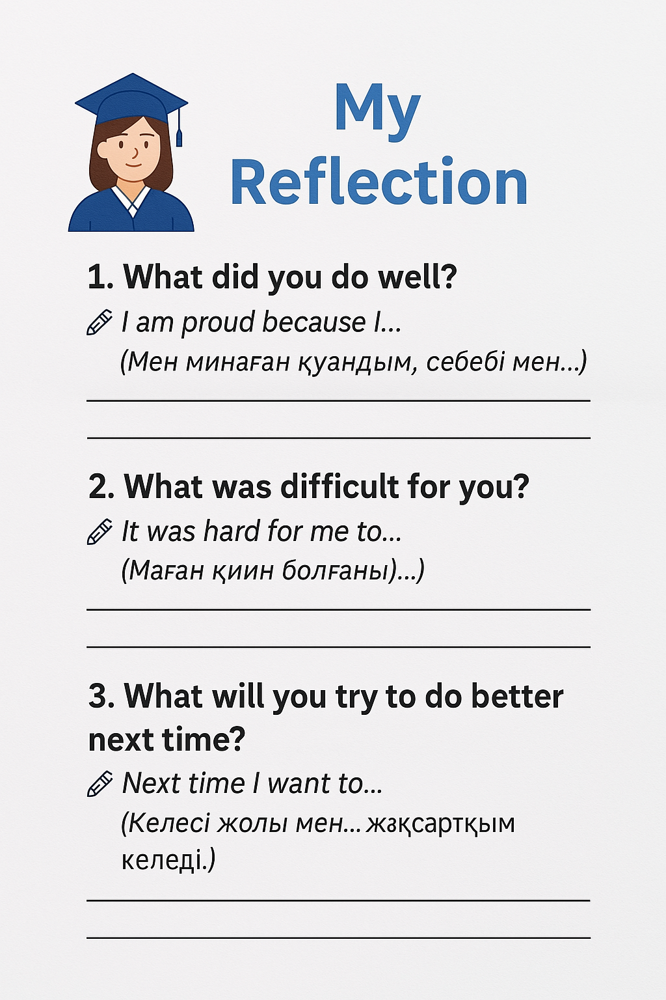 My
Reflection
1. What did you do well?
I am proud because I...
(Мен минаған қуандым, себебі мен...)
2. What was difficult for you?
It was hard for me to...
(Маған қиин болғаны)...)
3. What will you try to do better
next time?
Next time I want to...
(Келесі жолы мен... жақсартқым
келеді.)